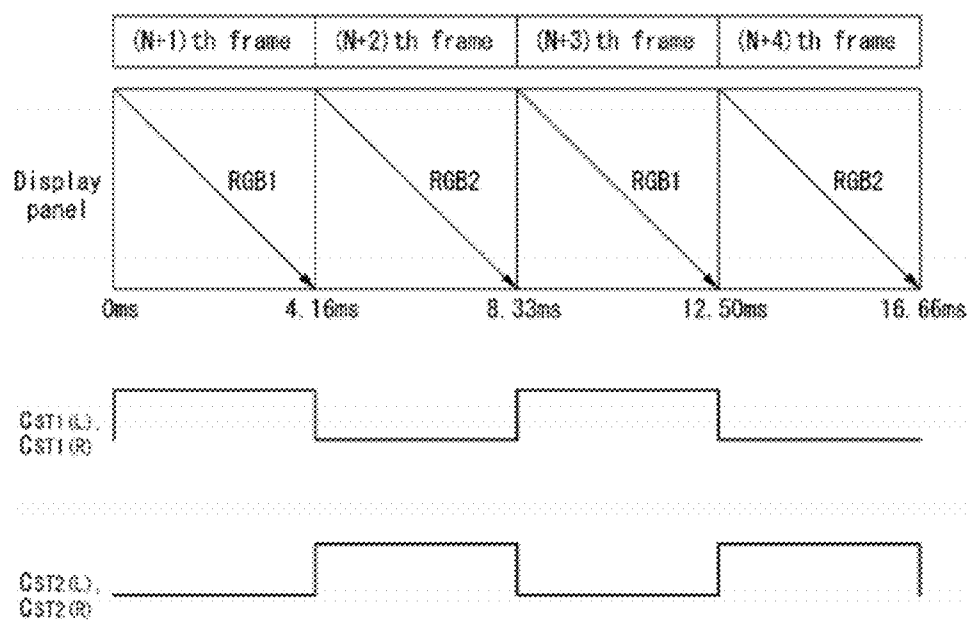 (N+1)th frame (N+2)th frame (N+3)th frame (N+4)th frame
Display
panel
RGB1 RGB2 RGB1 RGB2
0ms 4.16ms 8.33ms 12.50ms 16.66ms
CST1(L),
CST1(R)
CST2(L),
CST2(R)